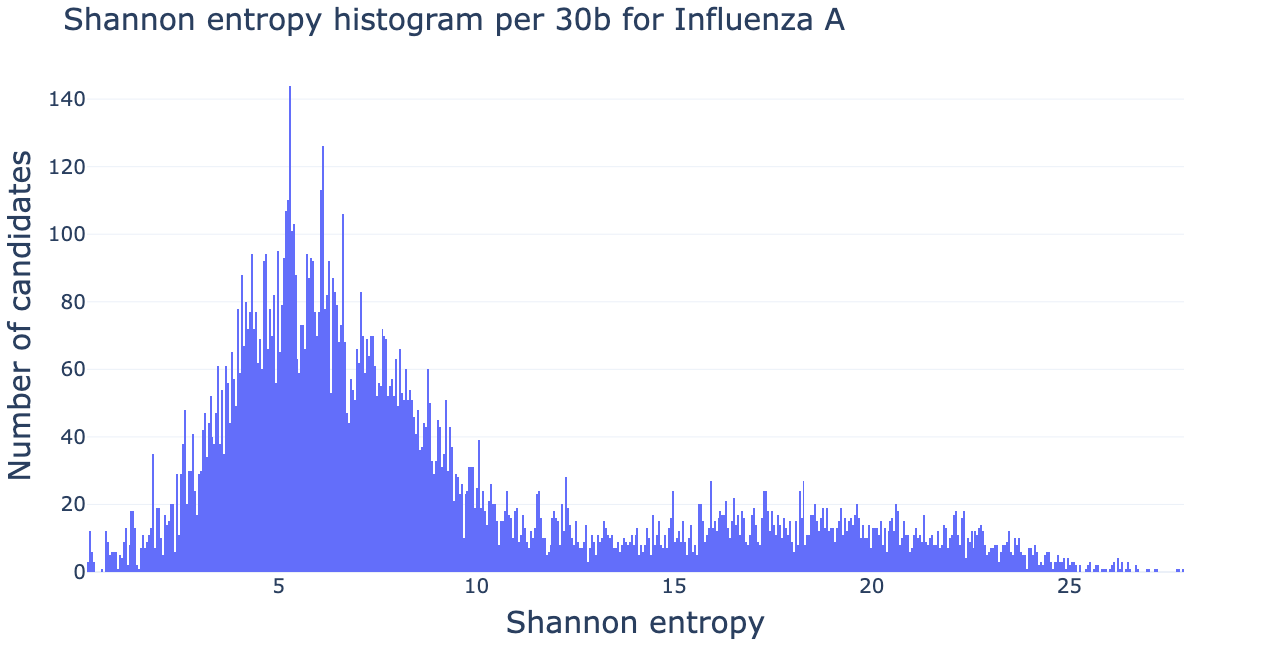 Shannon entropy histogram per 30b for Influenza A
140
120
100
80
60
40
20
0
Number of candidates
5 10 15 20 25
Shannon entropy